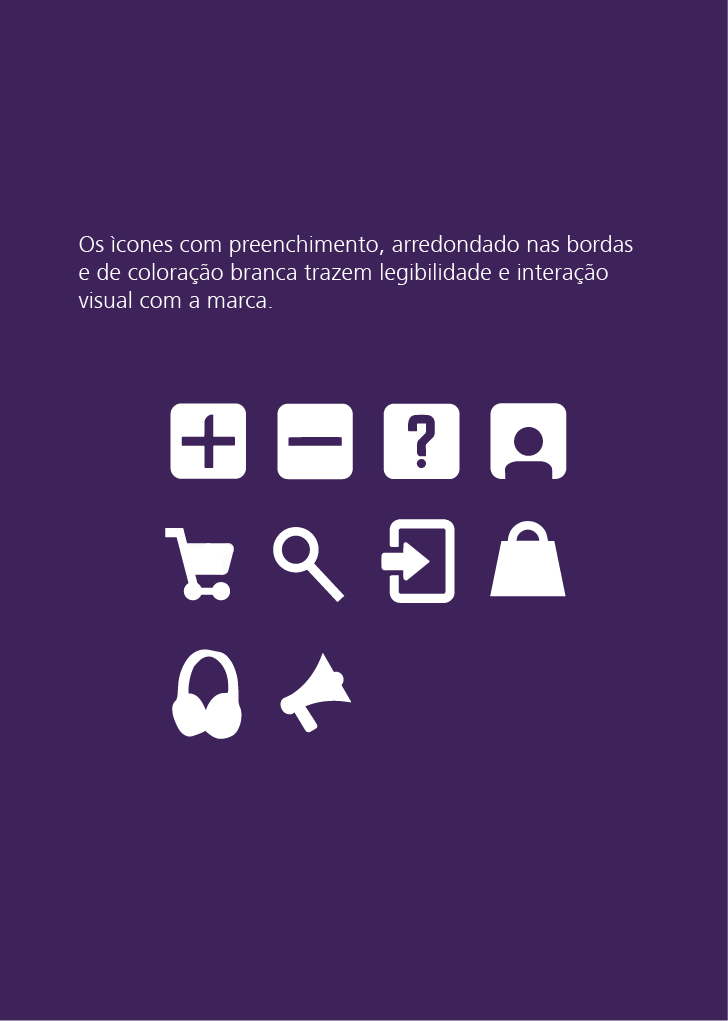 Os ìcones com preenchimento, arredondado nas bordas
e de coloração branca trazem legibilidade e interação
visual com a marca.